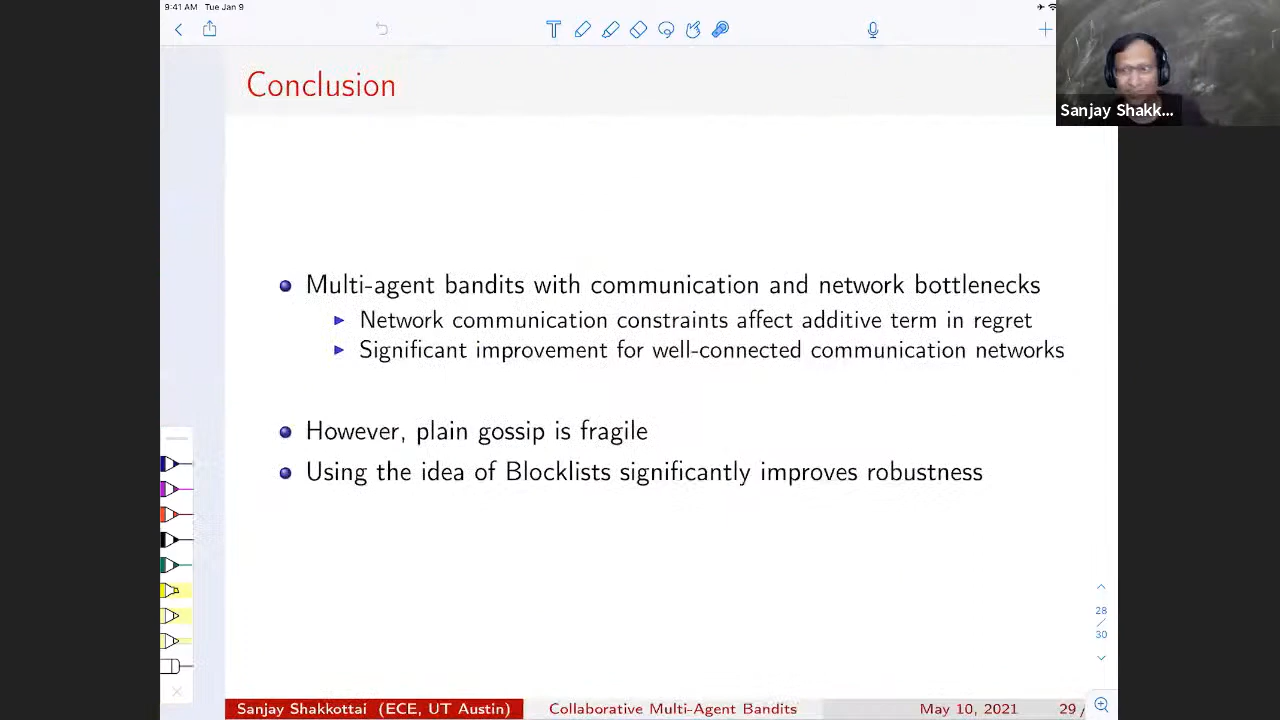 9:41 AM Tue Jan 9
T
Conclusion
Sanjay Shakk...
Multi-agent bandits with communication and network bottlenecks
Network communication constraints affect additive term in regret
Significant improvement for well-connected communication networks
However, plain gossip is fragile
Using the idea of Blocklists significantly improves robustness
28
/
30
Sanjay Shakkottai (ECE, UT Austin) Collaborative Multi-Agent Bandits May 10, 2021 29 /